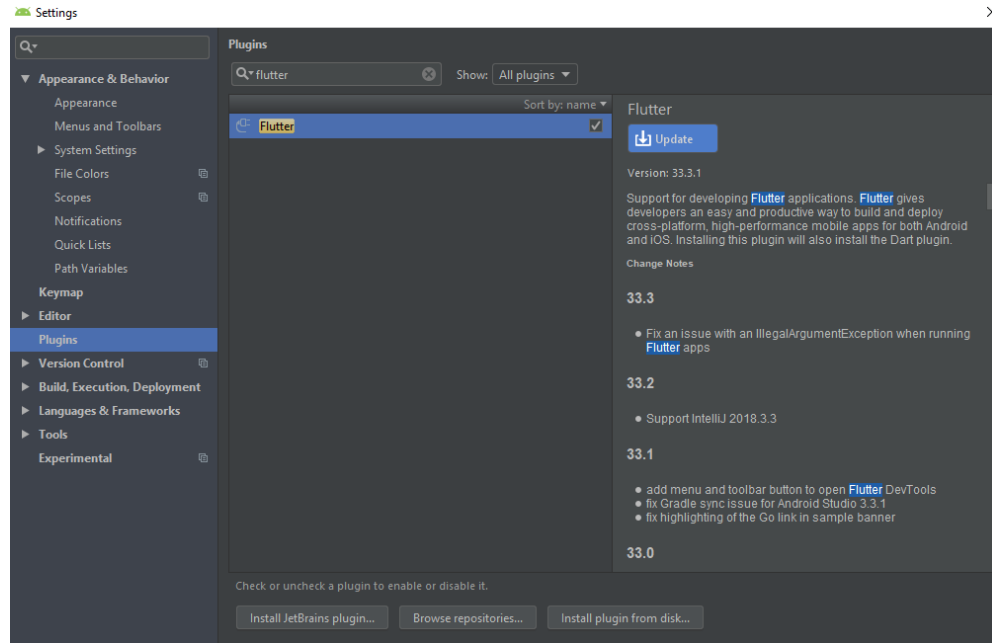 Settings
Appearance & Behavior
Appearance
Menus and Toolbars
System Settings
File Colors
Scopes
Notifications
Quick Lists
Path Variables
Keymap
Editor
Plugins
Version Control
Build, Execution, Deployment
Languages & Frameworks
Tools
Experimental
Plugins
flutter
Show: All plugins
Sort by: name
Flutter
Flutter
Update
Version: 33.3.1
Support for developing Flutter applications. Flutter gives
developers an easy and productive way to build and deploy
cross-platform, high-performance mobile apps for both Android
and iOS. Installing this plugin will also install the Dart plugin.
Change Notes
33.3
• Fix an issue with an IllegalArgumentException when running
Flutter apps
33.2
• Support IntelliJ 2018.3.3
33.1
• add menu and toolbar button to open Flutter DevTools
• fix Gradle sync issue for Android Studio 3.3.1
• fix highlighting of the Go link in sample banner
33.0
Check or uncheck a plugin to enable or disable it.
Install JetBrains plugin...
Browse repositories...
Install plugin from disk...